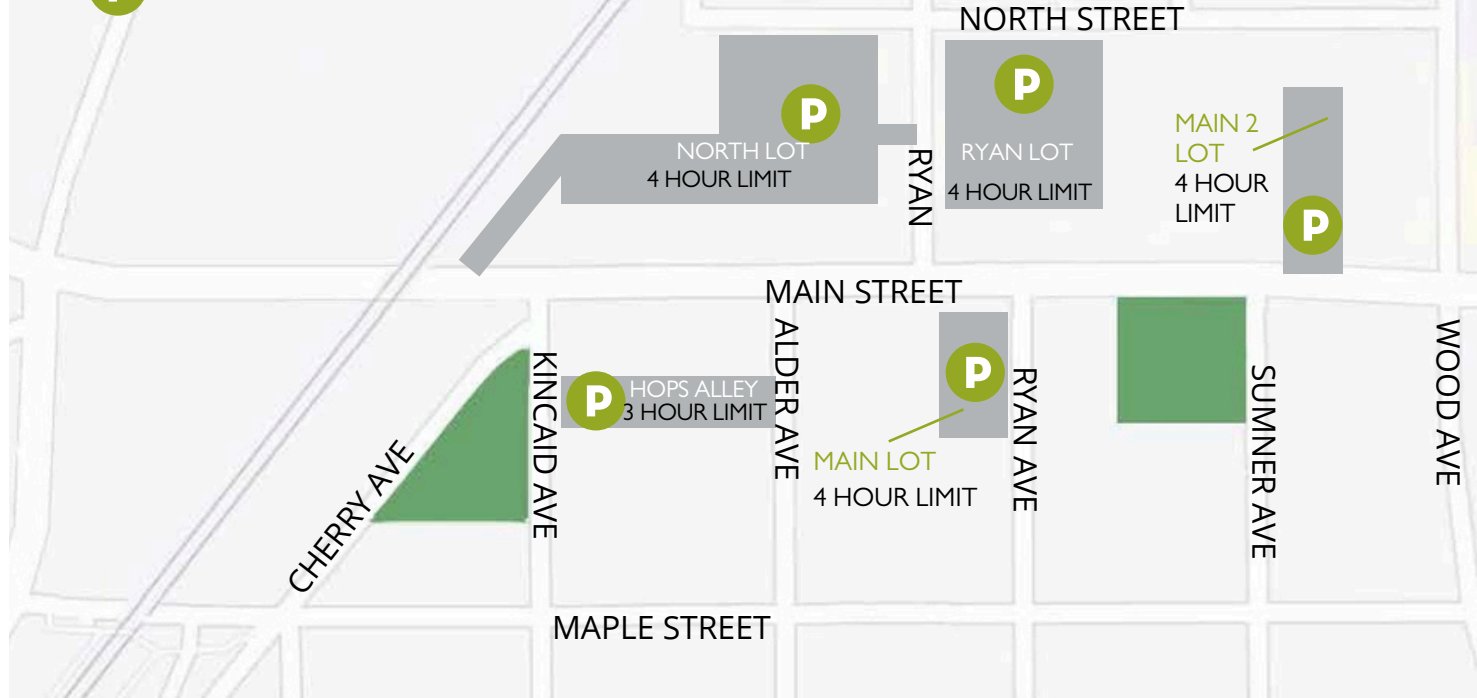 P
NORTH STREET
P
P
MAIN 2
LOT
4 HOUR
LIMIT
P
NORTH LOT
4 HOUR LIMIT
RYAN
RYAN LOT
4 HOUR LIMIT
MAIN STREET
P
HOPS ALLEY
3 HOUR LIMIT
KINCAID AVE
ALDER AVE
P
MAIN LOT
4 HOUR LIMIT
RYAN AVE
SUMNER AVE
WOOD AVE
CHERRY AVE
MAPLE STREET